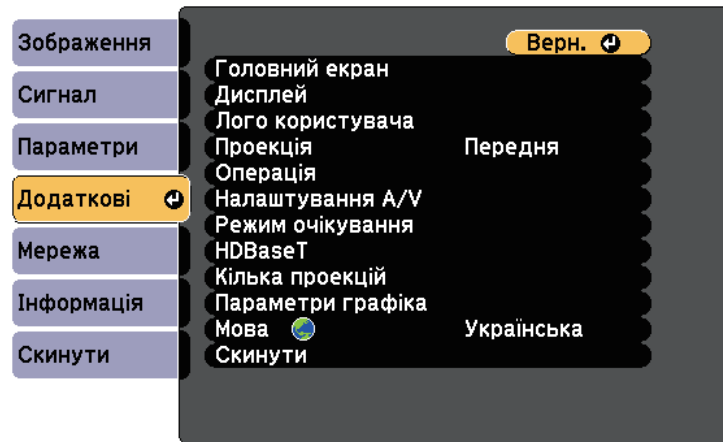 Зображення
Сигнал
Параметри
Додаткові
Мережа
Інформація
Скинути
Верн.
Головний екран
Дисплей
Лого користувача
Проекція Передня
Операція
Налаштування A/V
Режим очікування
HDBaseT
Кілька проекцій
Параметри графіка
Мова Українська
Скинути